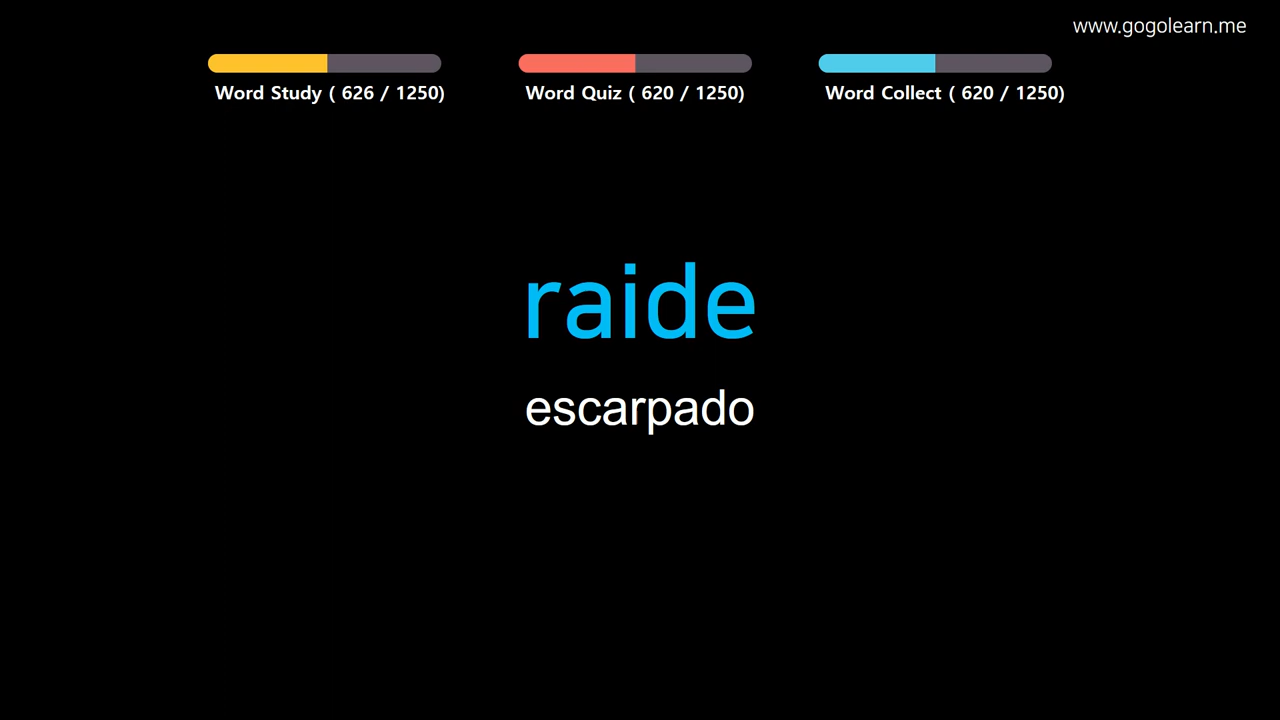 www.gogolearn.me
Word Study ( 626 / 1250)
Word Quiz ( 620 / 1250)
Word Collect ( 620 / 1250)
raide
escarpado